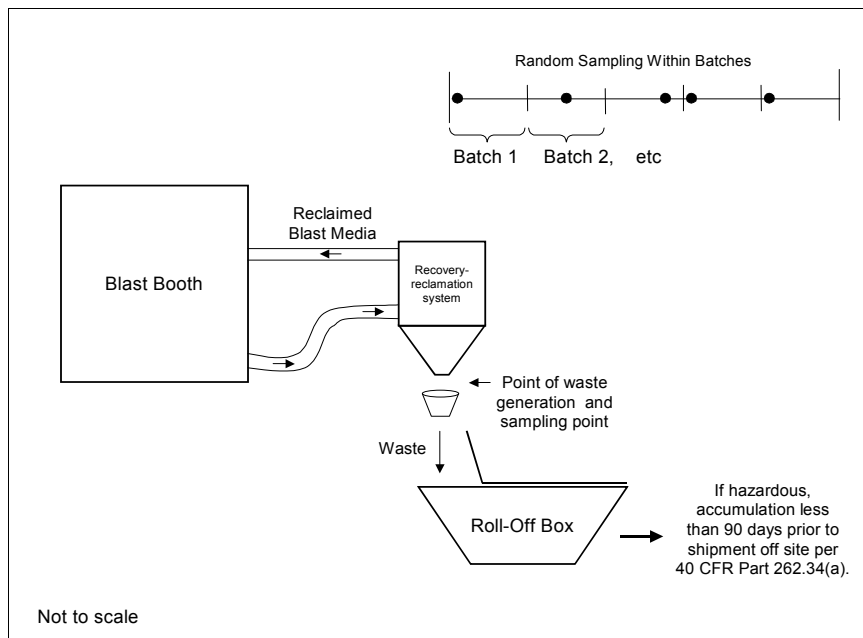 Random Sampling Within Batches
Batch 1
Batch 2, etc
Reclaimed
Blast Media
Blast Booth
Recovery-
reclamation
system
Point of waste
generation and
sampling point
Waste
Roll-Off Box
If hazardous,
accumulation less
than 90 days prior to
shipment off site per
40 CFR Part 262.34(a).
Not to scale